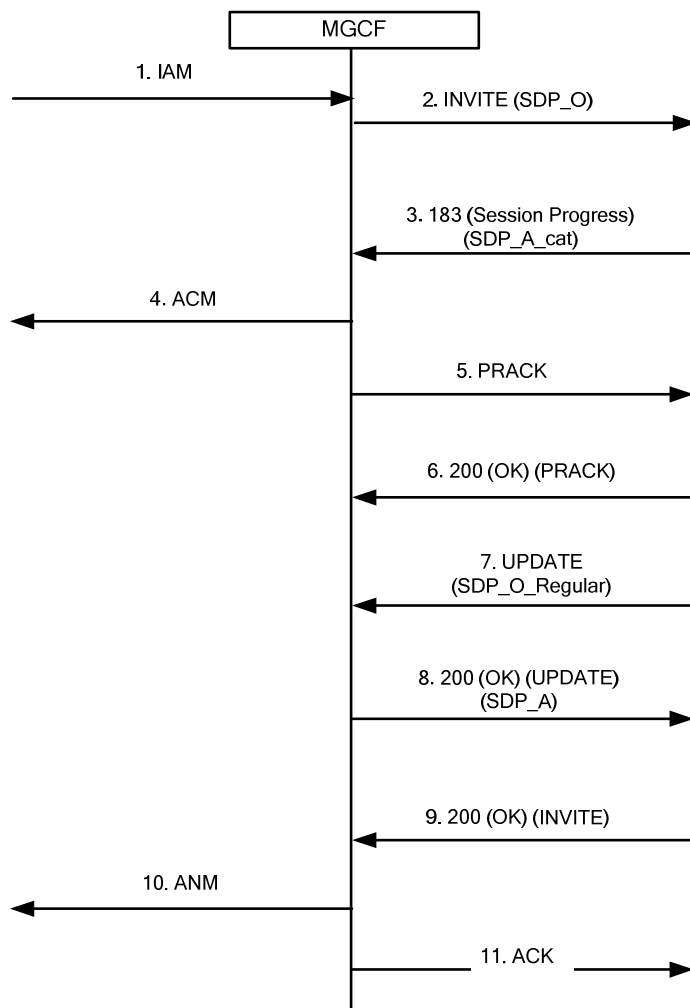 MGCF
1. IAM
2. INVITE (SDP_O)
3. 183 (Session Progress)
(SDP_A_cat)
4. ACM
5. PRACK
6. 200 (OK) (PRACK)
7. UPDATE
(SDP_O_Regular)
8. 200 (OK) (UPDATE)
(SDP_A)
9. 200 (OK) (INVITE)
10. ANM
11. ACK